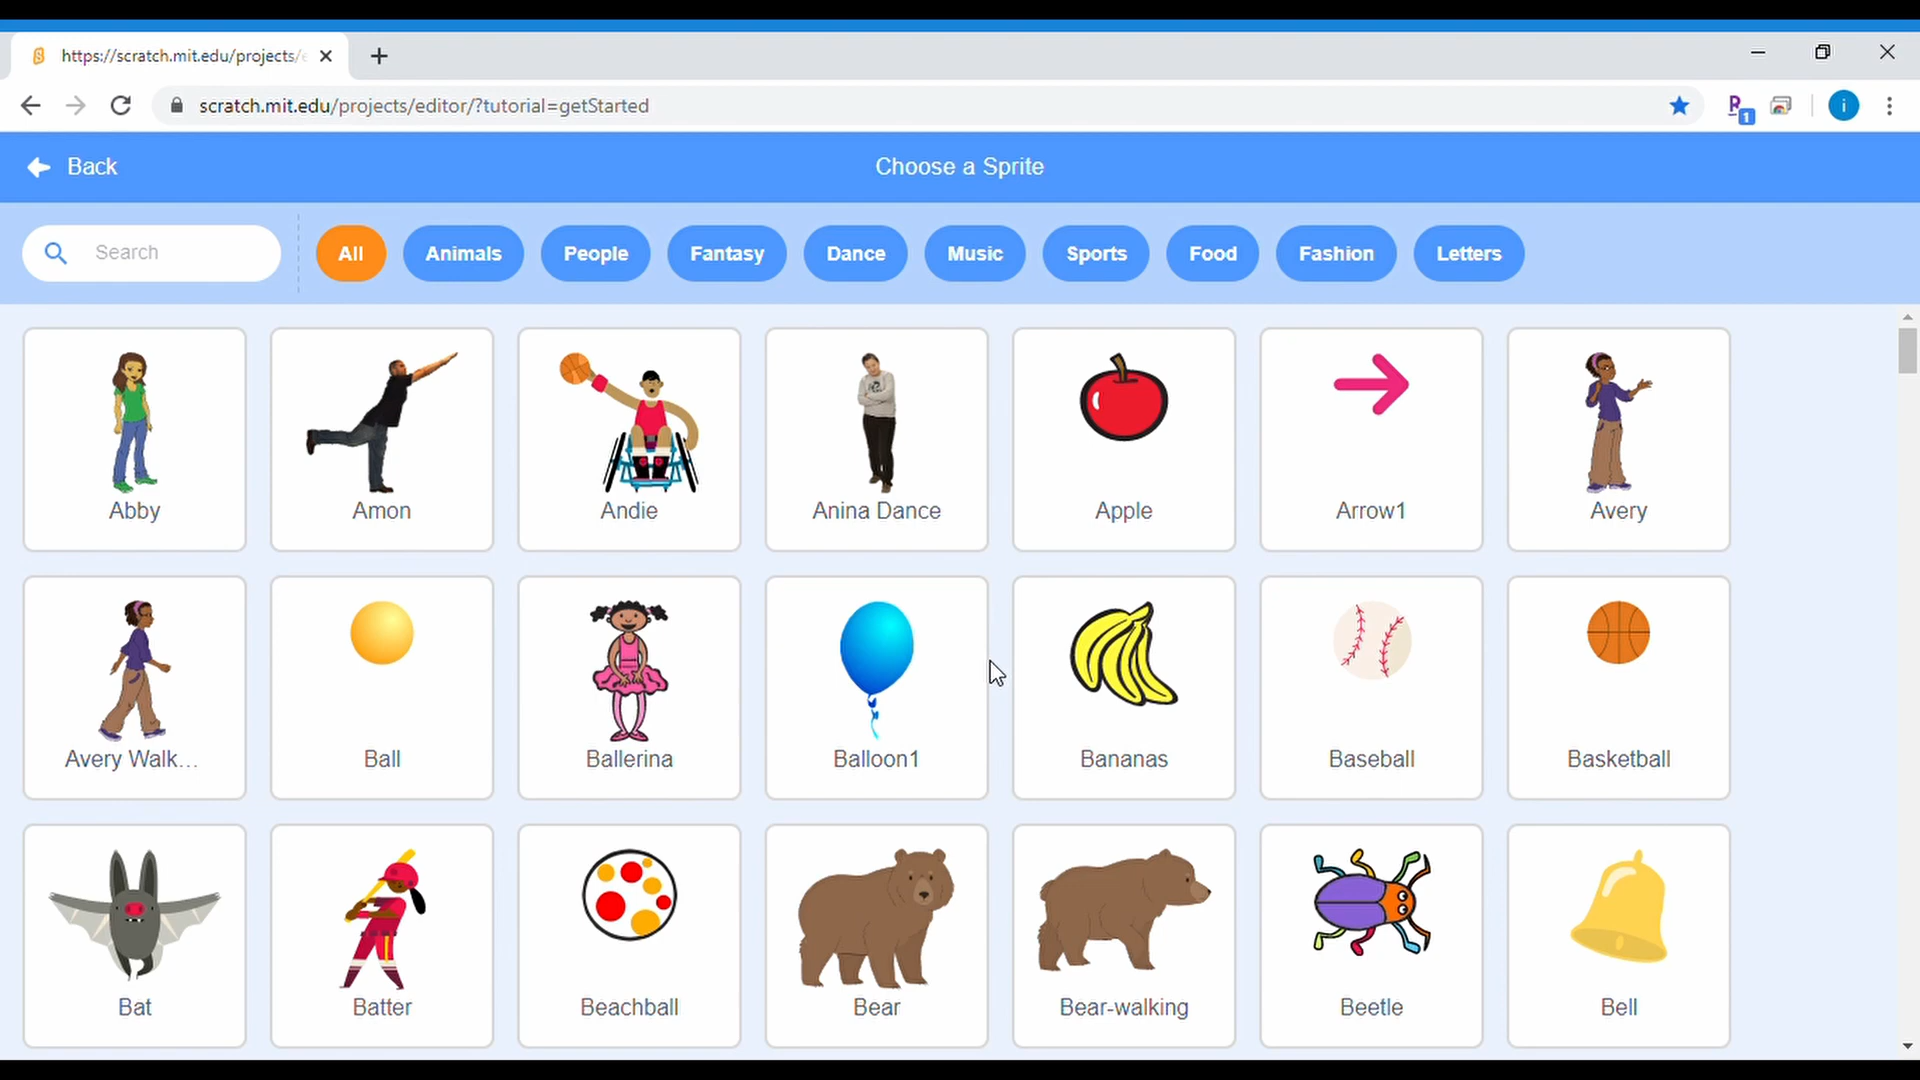 https://scratch.mit.edu/projects/
scratch.mit.edu/projects/editor/?tutorial=getStarted
1
i
Back
Choose a Sprite
Search
All
Animals
People
Fantasy
Dance
Music
Sports
Food
Fashion
Letters
Abby
Amon
Andie
Anina Dance
Apple
Arrow1
Avery
Avery Walk...
Ball
Ballerina
Balloon1
Bananas
Baseball
Basketball
Bat
Batter
Beachball
Bear
Bear-walking
Beetle
Bell